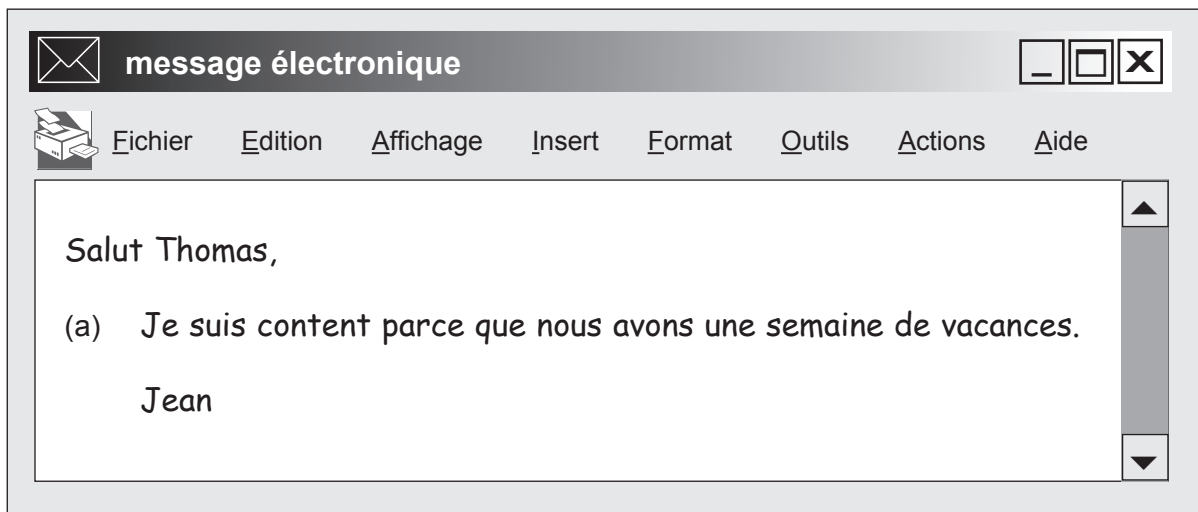 message électronique
Fichier Edition Affichage Insert Format Outils Actions Aide
Salut Thomas,
(a) Je suis content parce que nous avons une semaine de vacances.
Jean